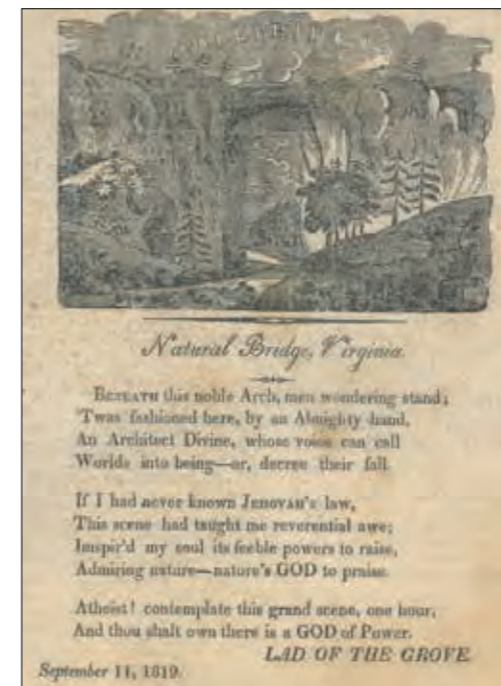 Natural Bridge, Virginia.
BENEATH this noble Arch, men wondering stand;
'Twas fashioned here, by an Almighty hand,
An Architect Divine, whose voice can call
Worlds into being—or, decree their fall.
If I had never known JEHOVAH's law,
This scene had taught me reverential awe;
Inspir'd my soul its feeble powers to raise,
Admiring nature—nature's GOD to praise.
Atheist! contemplate this grand scene, one hour,
And thou shalt own there is a GOD of Power.
LAD OF THE GROVE.
September 11, 1819.